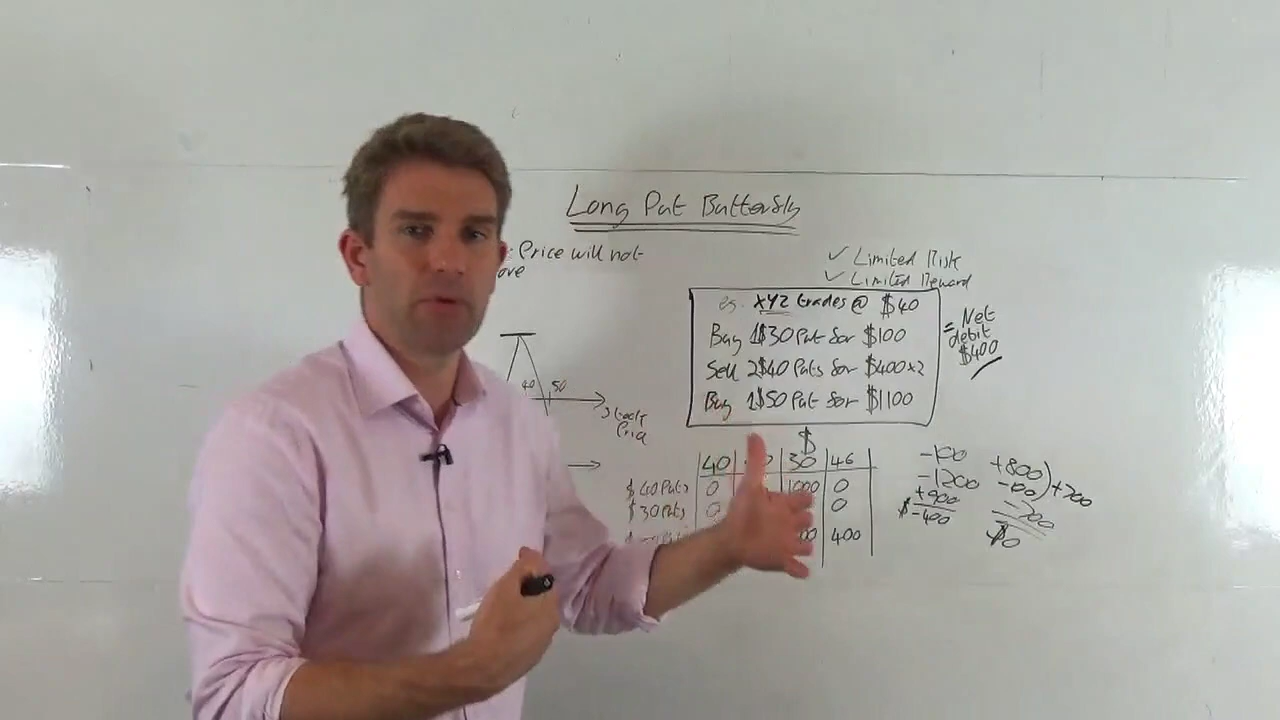 Long Put Butterfly
: Price will not
ove
✓ Limited Risk
✓ Limited Reward
eg. XYZ trades @ $40
Buy 1 $30 Put for $100
Sell 2 $40 Puts for $400 x 2
Buy 1 $50 Put for $1100
= Net
debit
$400
40 50
Stock
Price
$
40 30 46
$40 Puts 0 1000 0
$30 Puts 0 0
400
-100
-1200
+900
$-400
+800
-100
+700
-700
$0